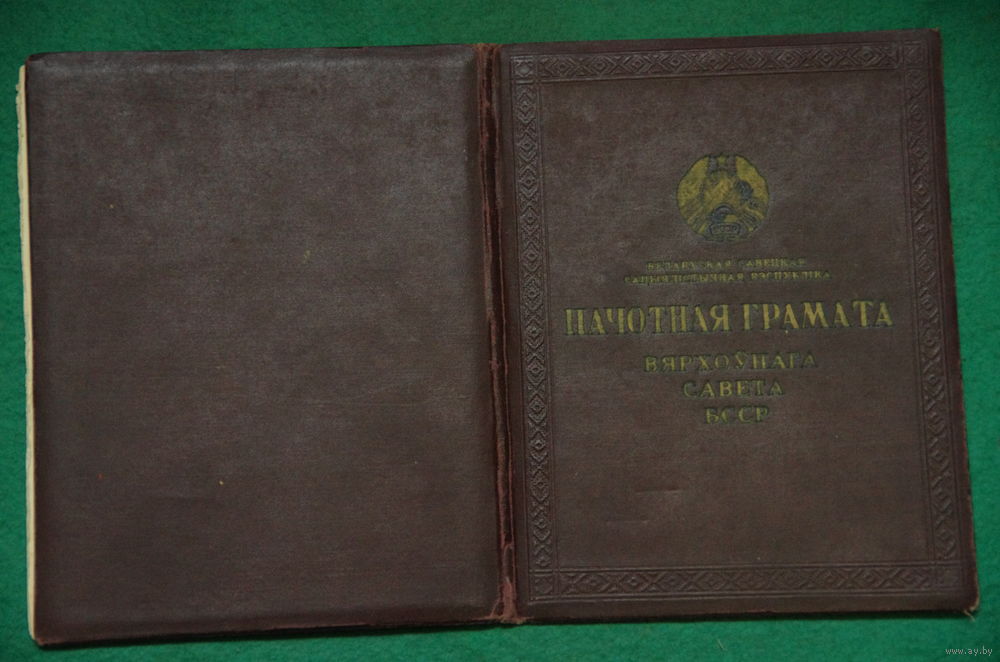 БЕЛАРУСКАЯ САВЕЦКАЯ
САЦЫЯЛІСТЫЧНАЯ РЭСПУБЛІКА
ПАЧОТНАЯ ГРАМАТА
ВЯРХОЎНАГА
САВЕТА
БССР
www.ay.by